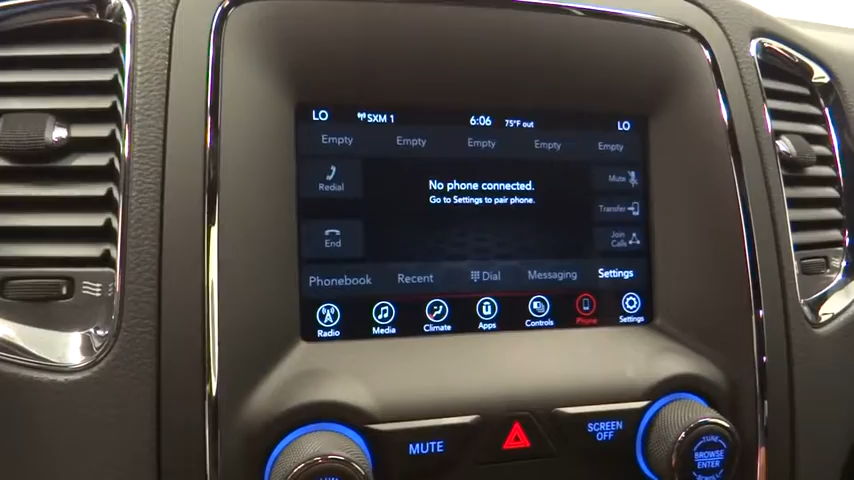 LO SXM 1 6:06 75°F out LO
Empty Empty Empty Empty Empty
Redial
No phone connected.
Go to Settings to pair phone.
Mute
Transfer
End
Join
Calls
Phonebook Recent Dial Messaging Settings
Radio Media Climate Apps Controls Phone Settings
MUTE
SCREEN
OFF
TUNE
BROWSE
ENTER